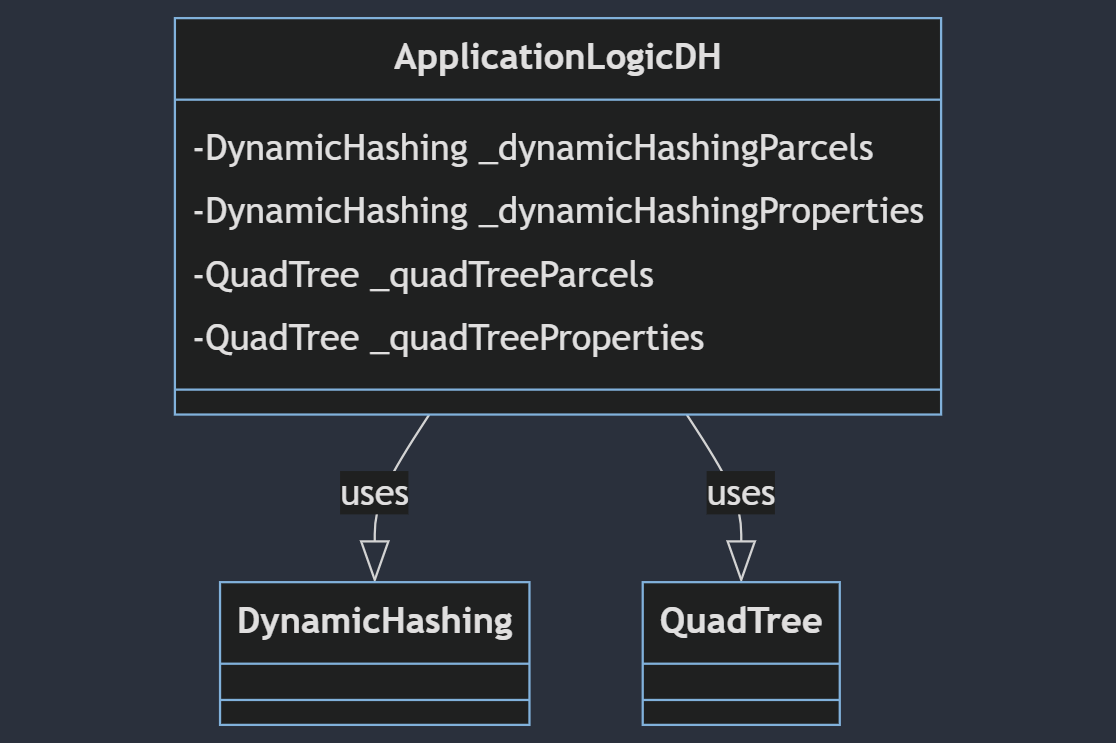 ApplicationLogicDH
-DynamicHashing _dynamicHashingParcels
-DynamicHashing _dynamicHashingProperties
-QuadTree _quadTreeParcels
-QuadTree _quadTreeProperties
uses
uses
DynamicHashing
QuadTree